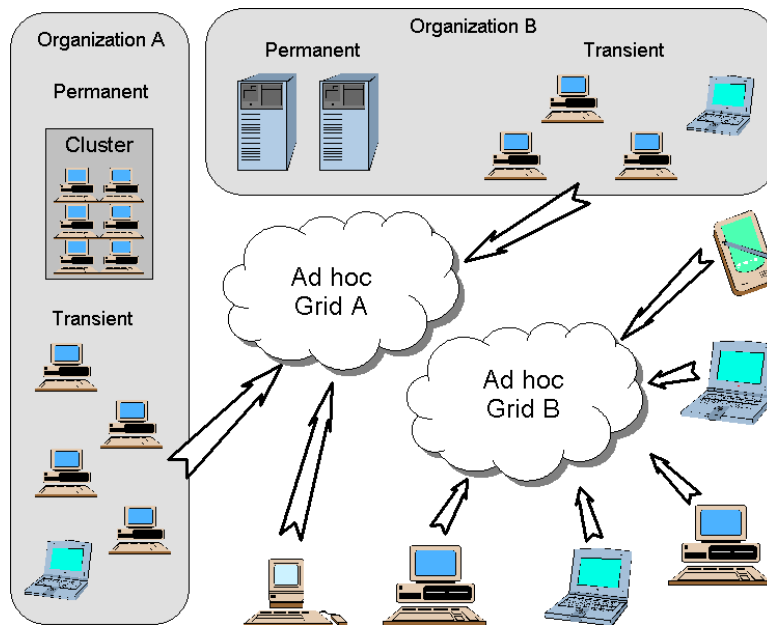 Organization A
Permanent
Cluster
Transient
Organization B
Permanent
Transient
Ad hoc
Grid A
Ad hoc
Grid B